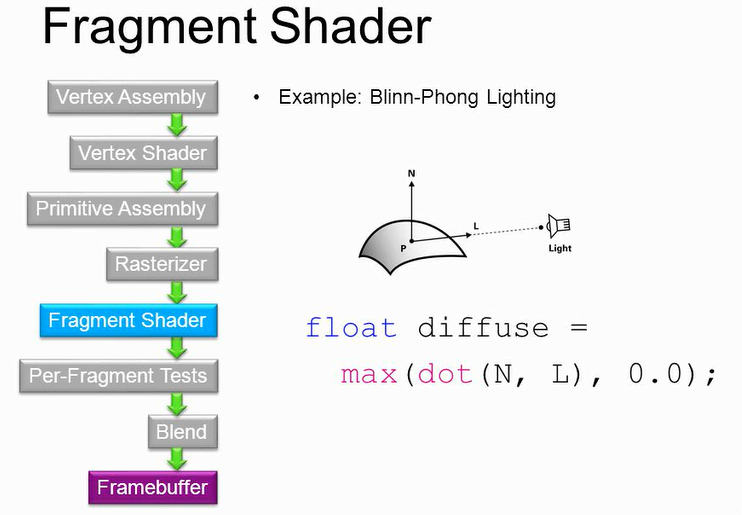 Fragment Shader
Vertex Assembly
Vertex Shader
Primitive Assembly
Rasterizer
Fragment Shader
Per-Fragment Tests
Blend
Framebuffer
• Example: Blinn-Phong Lighting
N
L
P
Light
float diffuse =
max(dot(N, L), 0.0);